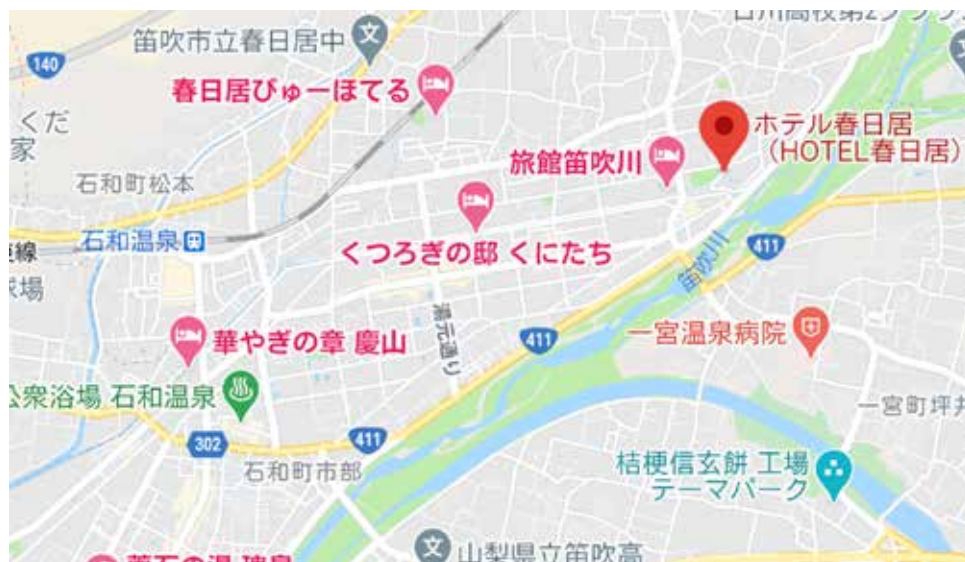 笛吹市立春日居中
140
春日居びゅーほてる
くだ
家
ホテル春日居
(HOTEL春日居)
旅館笛吹川
石和町松本
石和温泉
線
球場
くつろぎの邸 くにたち
411
笛吹川
湯元通り
411
一宮温泉病院
華やぎの章 慶山
公衆浴場 石和温泉
一宮町坪井
302
411
石和町市部
桔梗信玄餅 工場
テーマパーク
山梨県立笛吹高